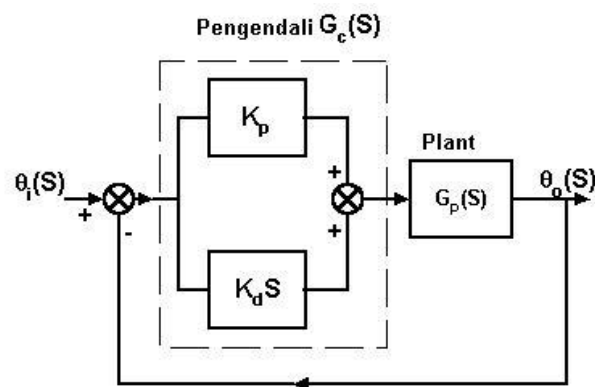 Pengendali G_c(S)
K_p
Plant
θ_i(S)
+
-
+
+
G_p(S)
θ_o(S)
K_dS